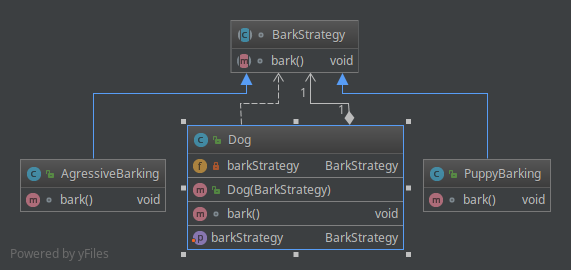 BarkStrategy
bark() void
1
1
Dog
barkStrategy BarkStrategy
Dog(BarkStrategy)
bark() void
barkStrategy BarkStrategy
AgressiveBarking
bark() void
PuppyBarking
bark() void
Powered by yFiles